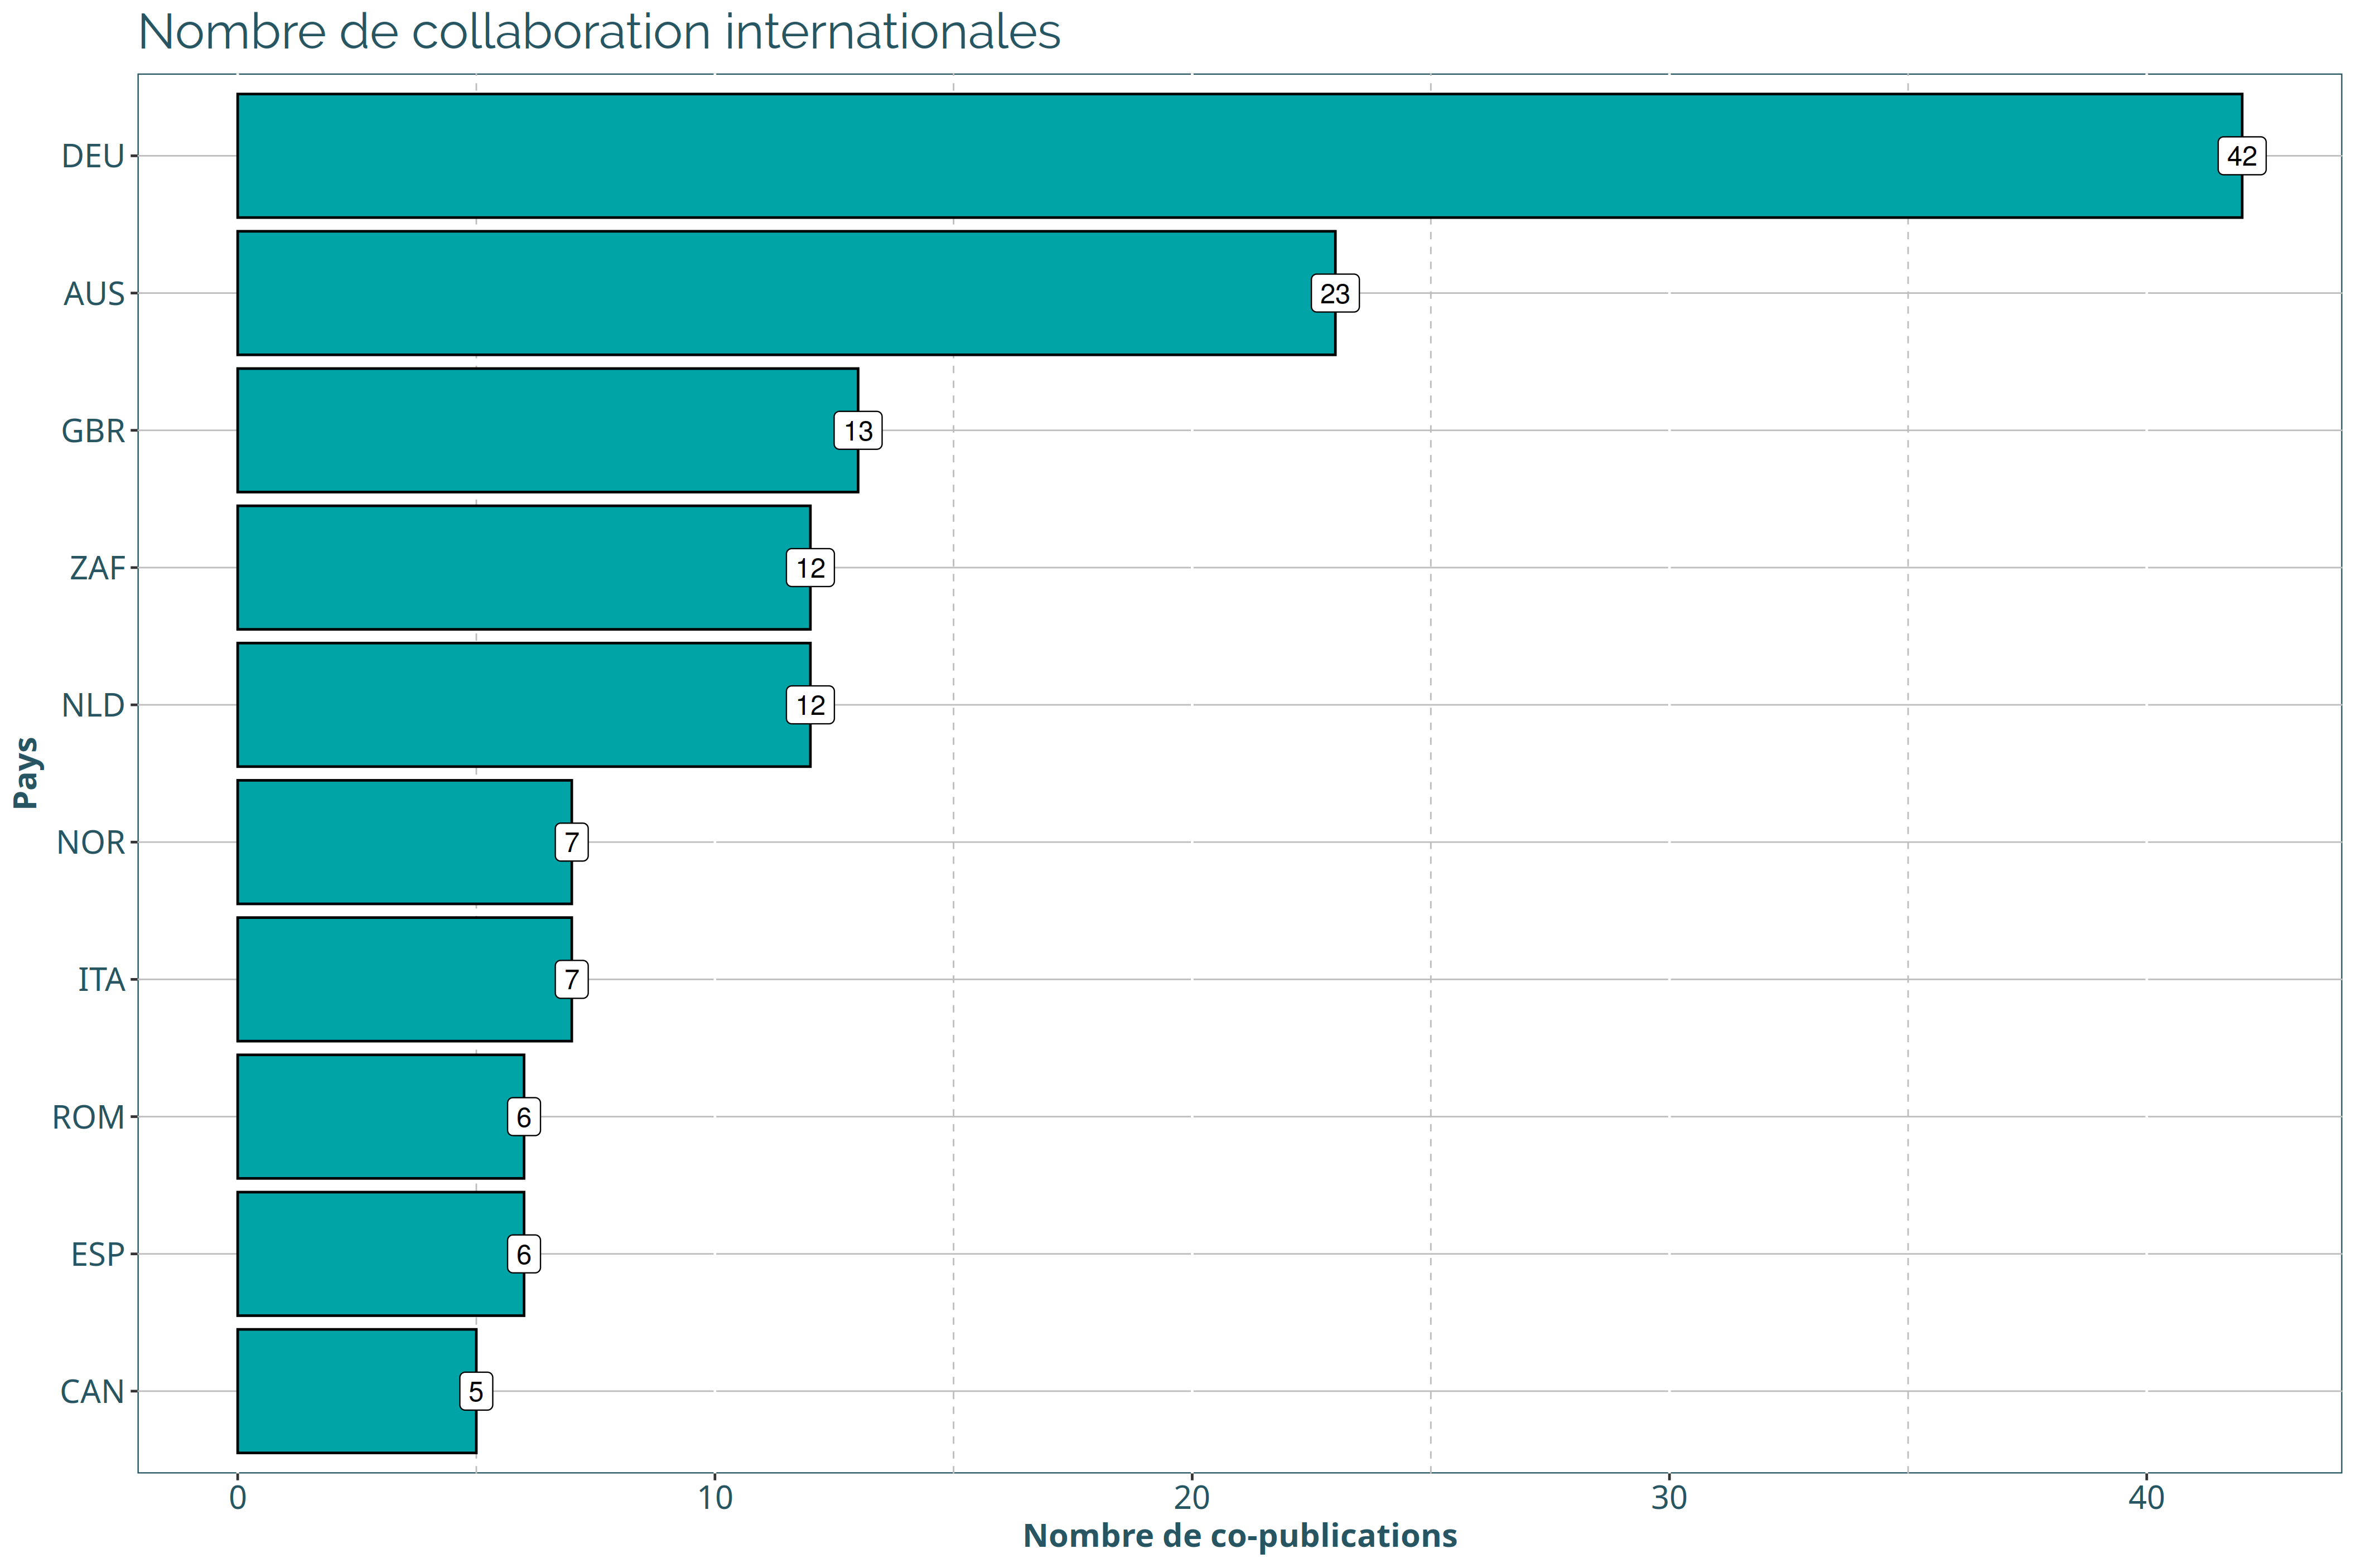 Nombre de collaboration internationales
Pays
DEU 42
AUS 23
GBR 13
ZAF 12
NLD 12
NOR 7
ITA 7
ROM 6
ESP 6
CAN 5
0 10 20 30 40
Nombre de co-publications